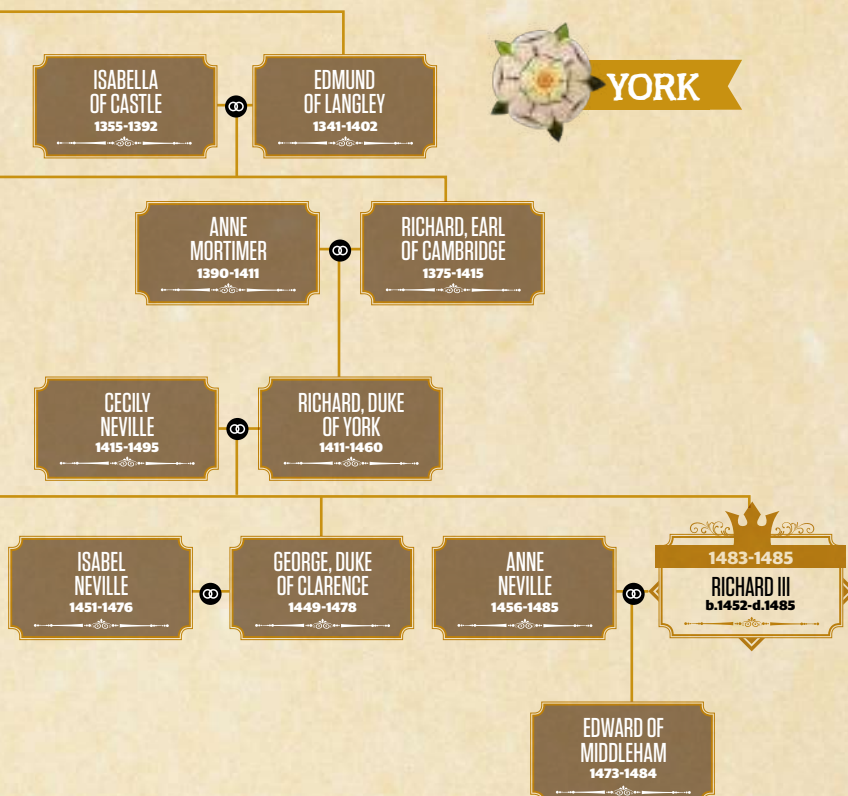 ISABELLA
OF CASTLE
1355-1392
EDMUND
OF LANGLEY
1341-1402
YORK
ANNE
MORTIMER
1390-1411
RICHARD, EARL
OF CAMBRIDGE
1375-1415
CECILY
NEVILLE
1415-1495
RICHARD, DUKE
OF YORK
1411-1460
ISABEL
NEVILLE
1451-1476
GEORGE, DUKE
OF CLARENCE
1449-1478
ANNE
NEVILLE
1456-1485
1483-1485
RICHARD III
b.1452-d.1485
EDWARD OF
MIDDLEHAM
1473-1484